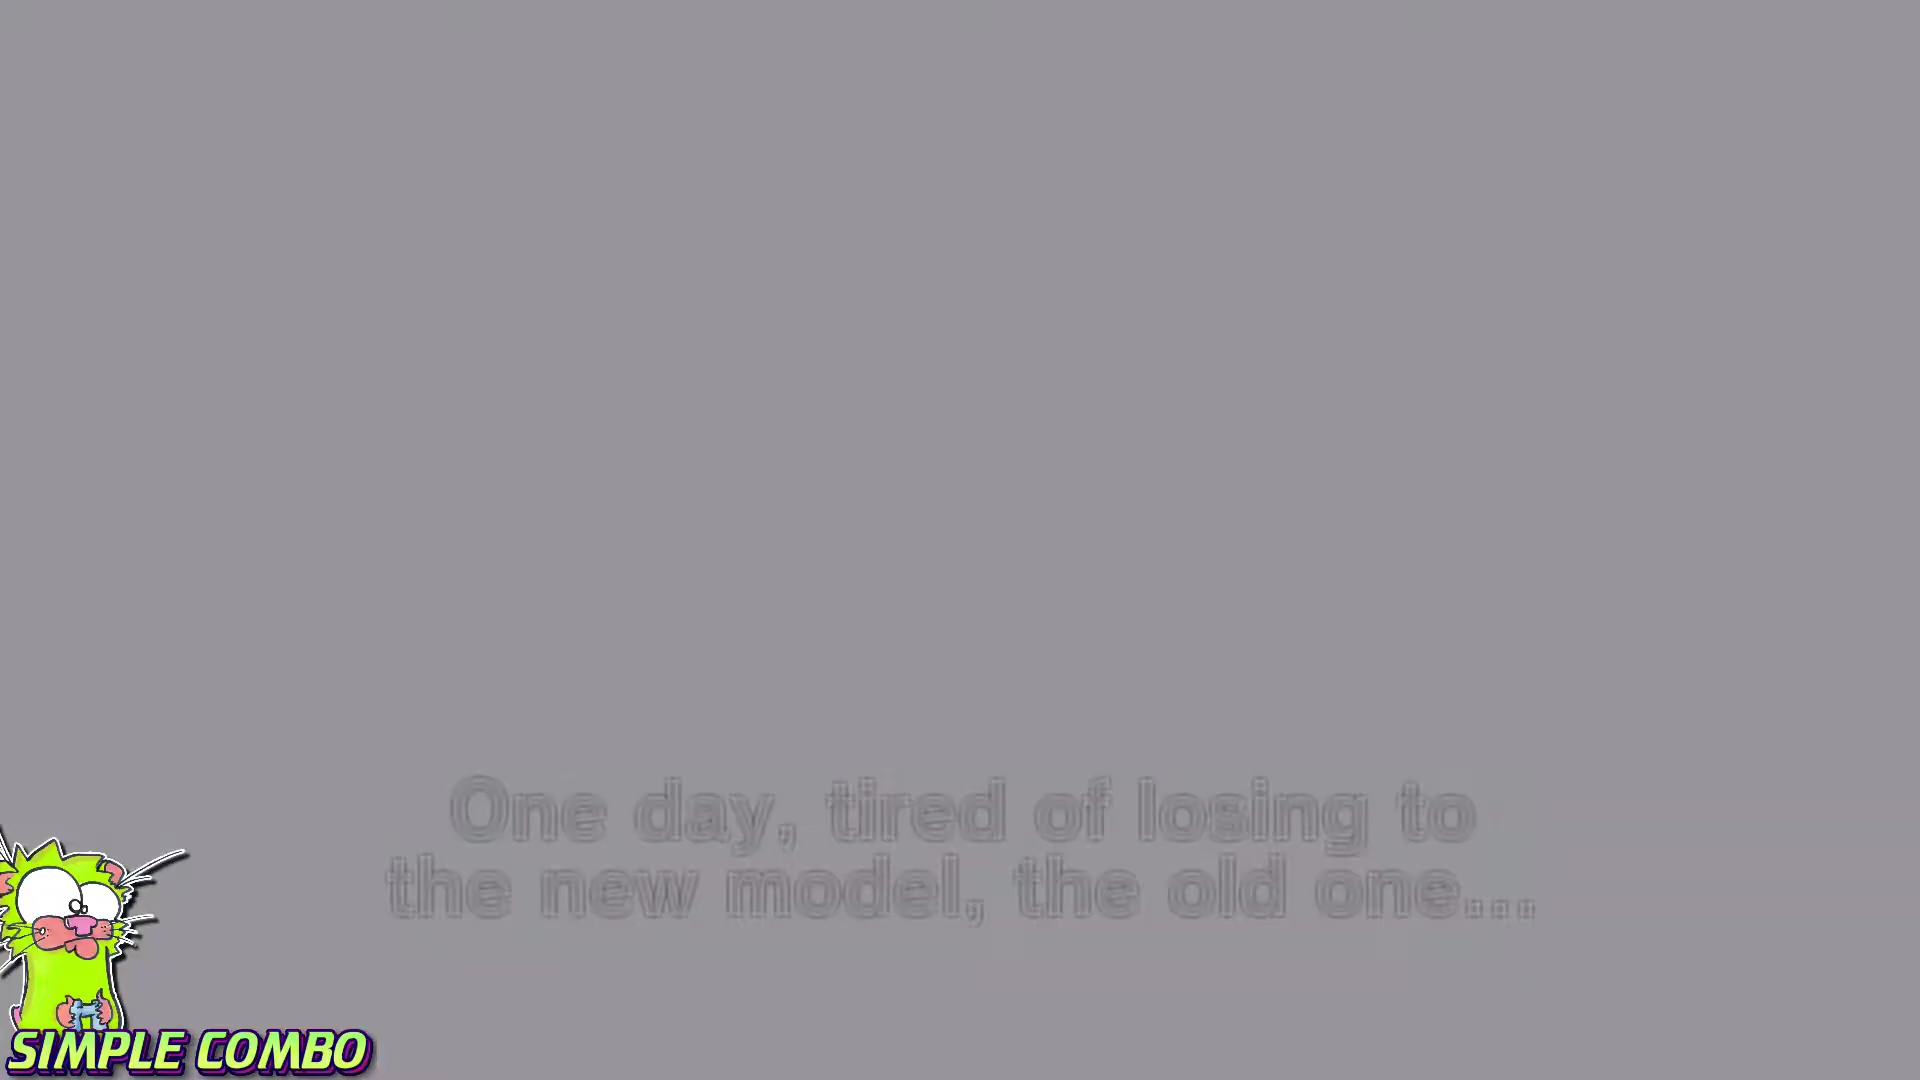 One day, tired of losing to
the new model, the old one...
SIMPLE COMBO